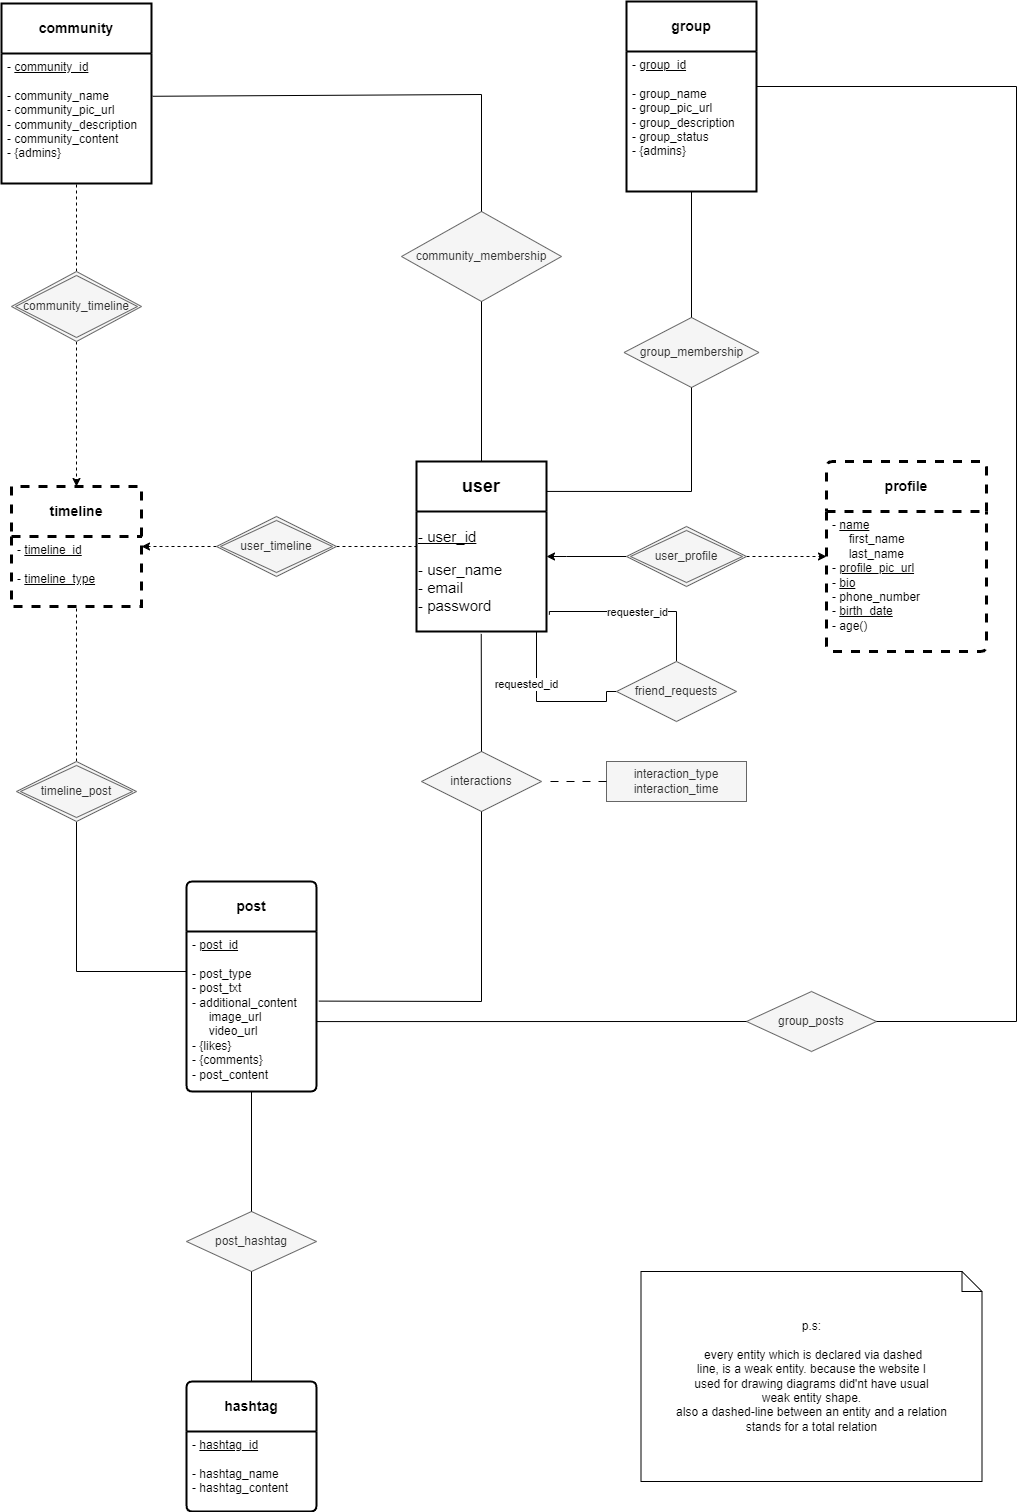 community
- community_id
- community_name
- community_pic_url
- community_description
- community_content
- {admins}
group
- group_id
- group_name
- group_pic_url
- group_description
- group_status
- {admins}
community_membership
community_timeline
group_membership
timeline
- timeline_id
- timeline_type
user_timeline
user
- user_id
- user_name
- email
- password
user_profile
profile
- name
first_name
last_name
- profile_pic_url
- bio
- phone_number
- birth_date
- age()
requester_id
requested_id
friend_requests
timeline_post
interactions
interaction_type
interaction_time
post
- post_id
- post_type
- post_txt
- additional_content
image_url
video_url
- {likes}
- {comments}
- post_content
group_posts
post_hashtag
hashtag
- hashtag_id
- hashtag_name
- hashtag_content
p.s:
every entity which is declared via dashed
line, is a weak entity. because the website I
used for drawing diagrams did'nt have usual
weak entity shape.
also a dashed-line between an entity and a relation
stands for a total relation